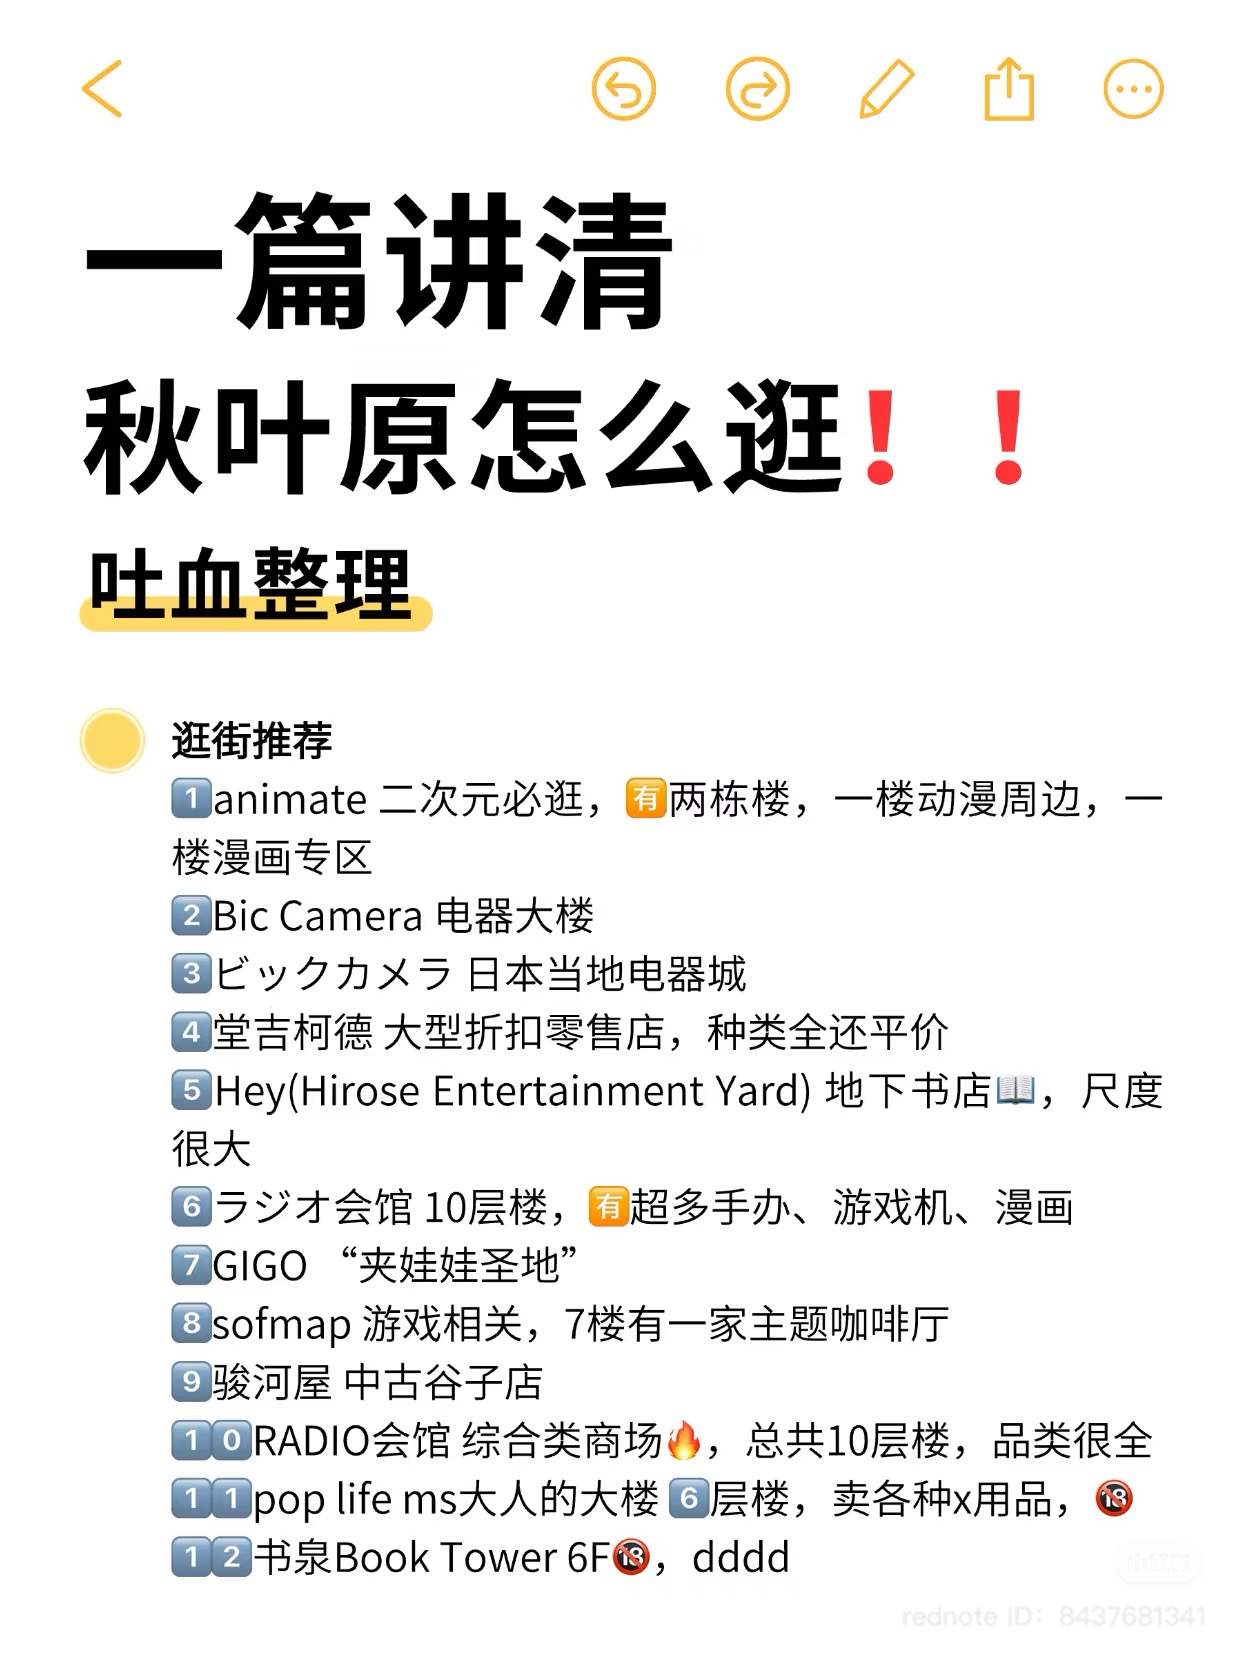 一篇讲清
秋叶原怎么逛！！
吐血整理
逛街推荐
1️⃣animate 二次元必逛，🈶两栋楼，一楼动漫周边，一
楼漫画专区
2️⃣Bic Camera 电器大楼
3️⃣ビックカメラ 日本当地电器城
4️⃣堂吉柯德 大型折扣零售店，种类全还平价
5️⃣Hey(Hirose Entertainment Yard) 地下书店📖，尺度
很大
6️⃣ラジオ会馆 10层楼，🈶超多手办、游戏机、漫画
7️⃣GIGO “夹娃娃圣地”
8️⃣sofmap 游戏相关，7楼有一家主题咖啡厅
9️⃣骏河屋 中古谷子店
1️⃣0️⃣RADIO会馆 综合类商场🔥，总共10层楼，品类很全
1️⃣1️⃣pop life ms大人的大楼 6️⃣层楼，卖各种x用品，🔞
1️⃣2️⃣书泉Book Tower 6F🔞，dddd
小红书
rednote ID：8437681341